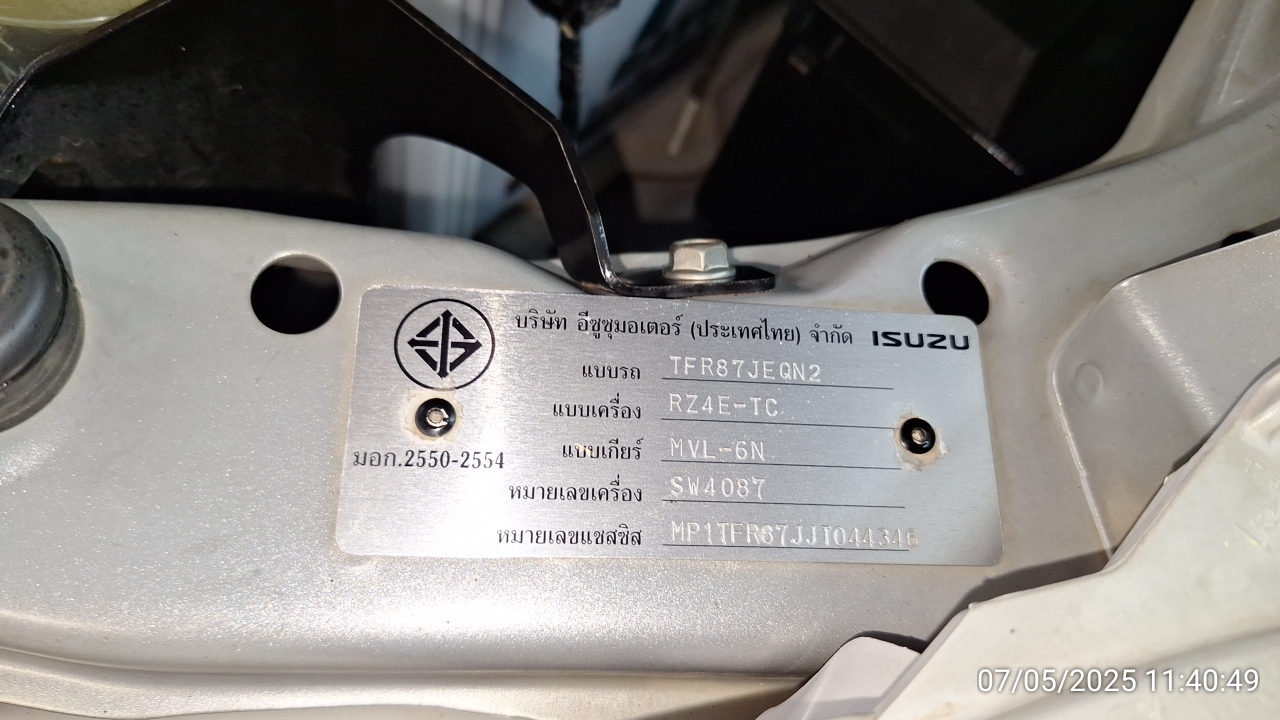 บริษัท อีซูซุมอเตอร์ (ประเทศไทย) จำกัด ISUZU
แบบรถ TFR87JEQN2
แบบเครื่อง RZ4E-TC
แบบเกียร์ MVL-6N
มอก.2550-2554
หมายเลขเครื่อง SW4087
หมายเลขแชสซิส MP1TFR87JJT044346
07/05/2025 11:40:49